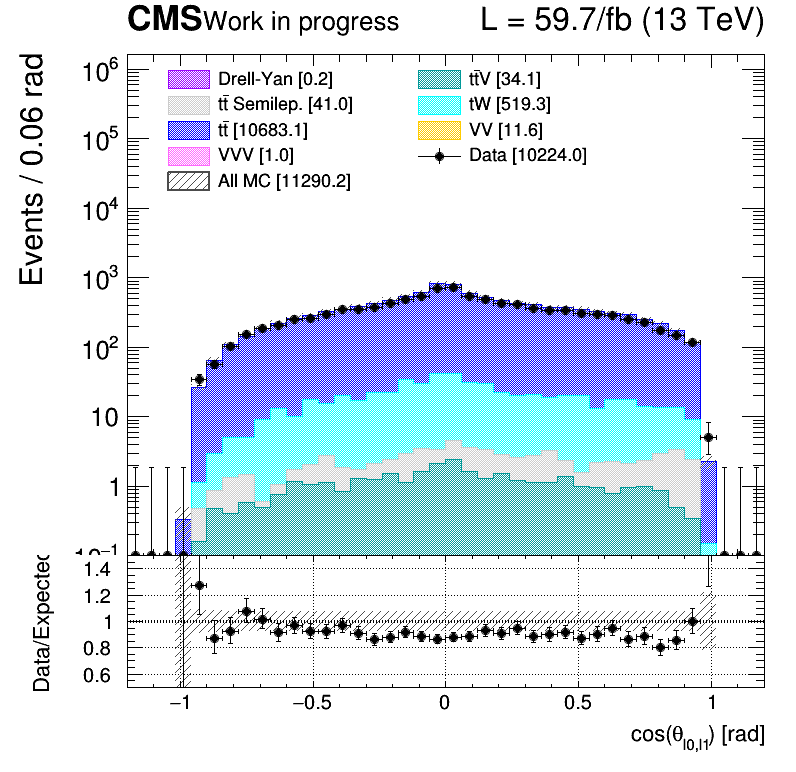 CMS Work in progress L = 59.7/fb (13 TeV)
Events / 0.06 rad
Drell-Yan [0.2]
tt̄ Semilep. [41.0]
tt̄ [10683.1]
VVV [1.0]
All MC [11290.2]
tt̄V [34.1]
tW [519.3]
VV [11.6]
Data [10224.0]
10⁶
10⁵
10⁴
10³
10²
10
1
10⁻¹
Data/Expected
1.4
1.2
1
0.8
0.6
−1 −0.5 0 0.5 1
cos(θ_l0,l1) [rad]